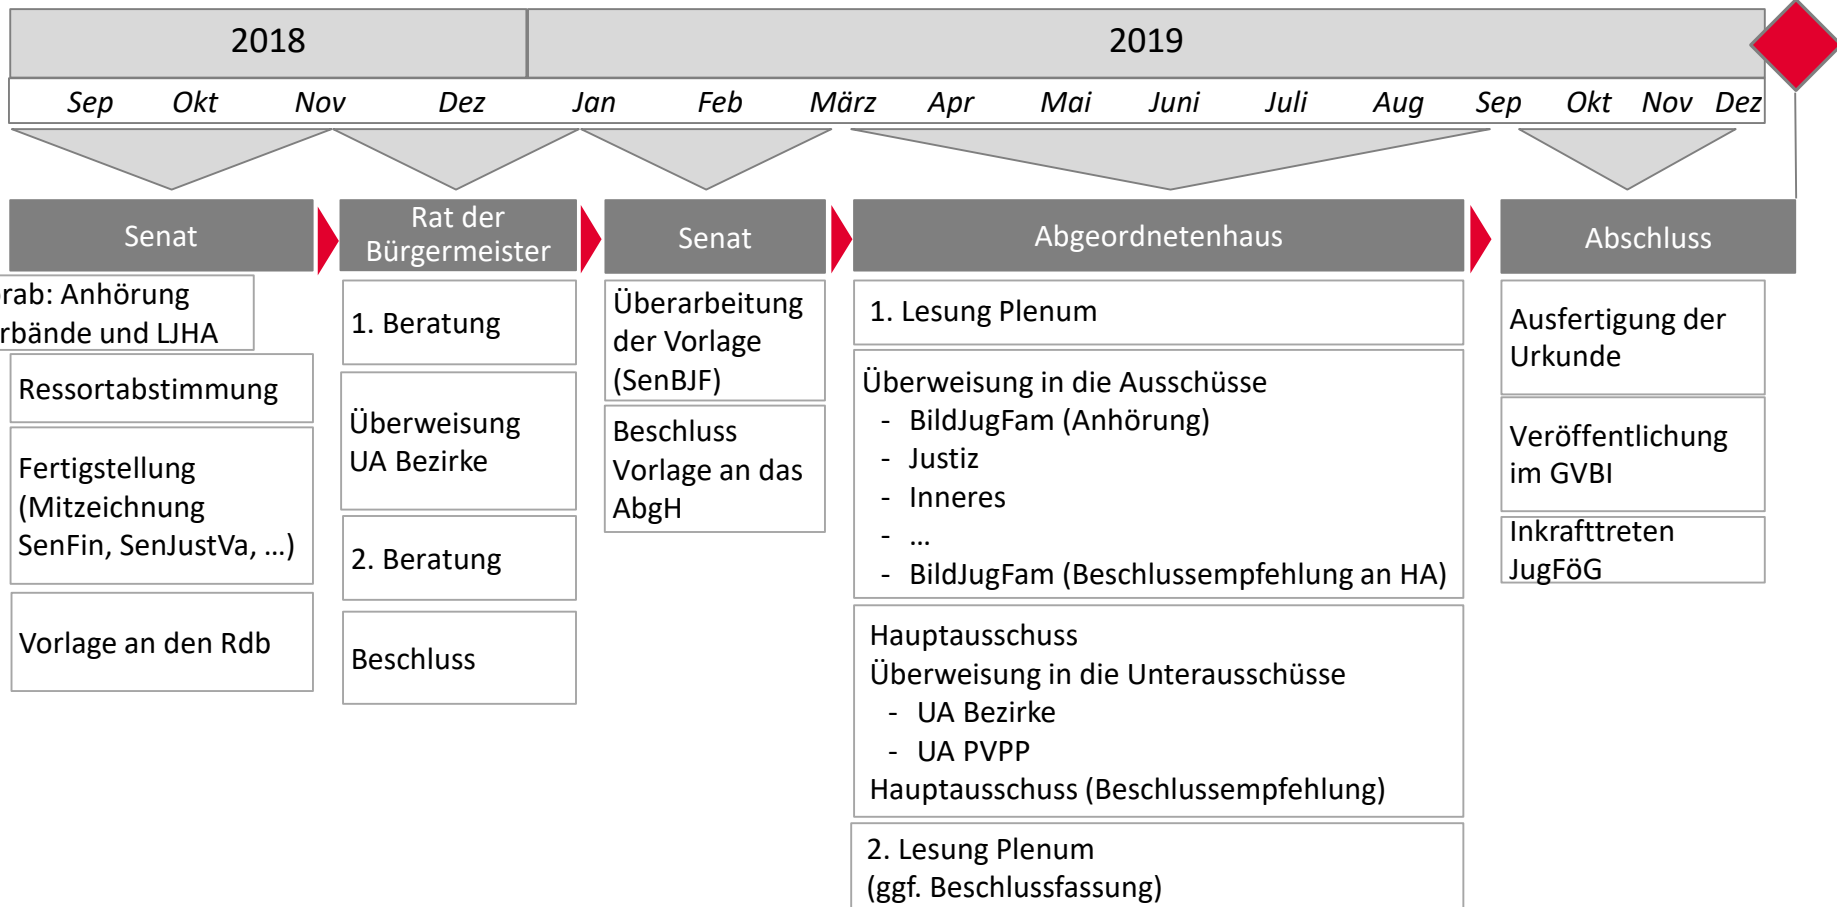 2018
2019
Sep Okt Nov Dez Jan Feb März Apr Mai Juni Juli Aug Sep Okt Nov Dez
Senat
orab: Anhörung
rbände und LJHA
Ressortabstimmung
Fertigstellung
(Mitzeichnung
SenFin, SenJustVa, ...)
Vorlage an den Rdb
Rat der
Bürgermeister
1. Beratung
Überweisung
UA Bezirke
2. Beratung
Beschluss
Senat
Überarbeitung
der Vorlage
(SenBJF)
Beschluss
Vorlage an das
AbgH
Abgeordnetenhaus
1. Lesung Plenum
Überweisung in die Ausschüsse
- BildJugFam (Anhörung)
- Justiz
- Inneres
- ...
- BildJugFam (Beschlussempfehlung an HA)
Hauptausschuss
Überweisung in die Unterausschüsse
- UA Bezirke
- UA PVPP
Hauptausschuss (Beschlussempfehlung)
2. Lesung Plenum
(ggf. Beschlussfassung)
Abschluss
Ausfertigung der
Urkunde
Veröffentlichung
im GVBI
Inkrafttreten
JugFöG